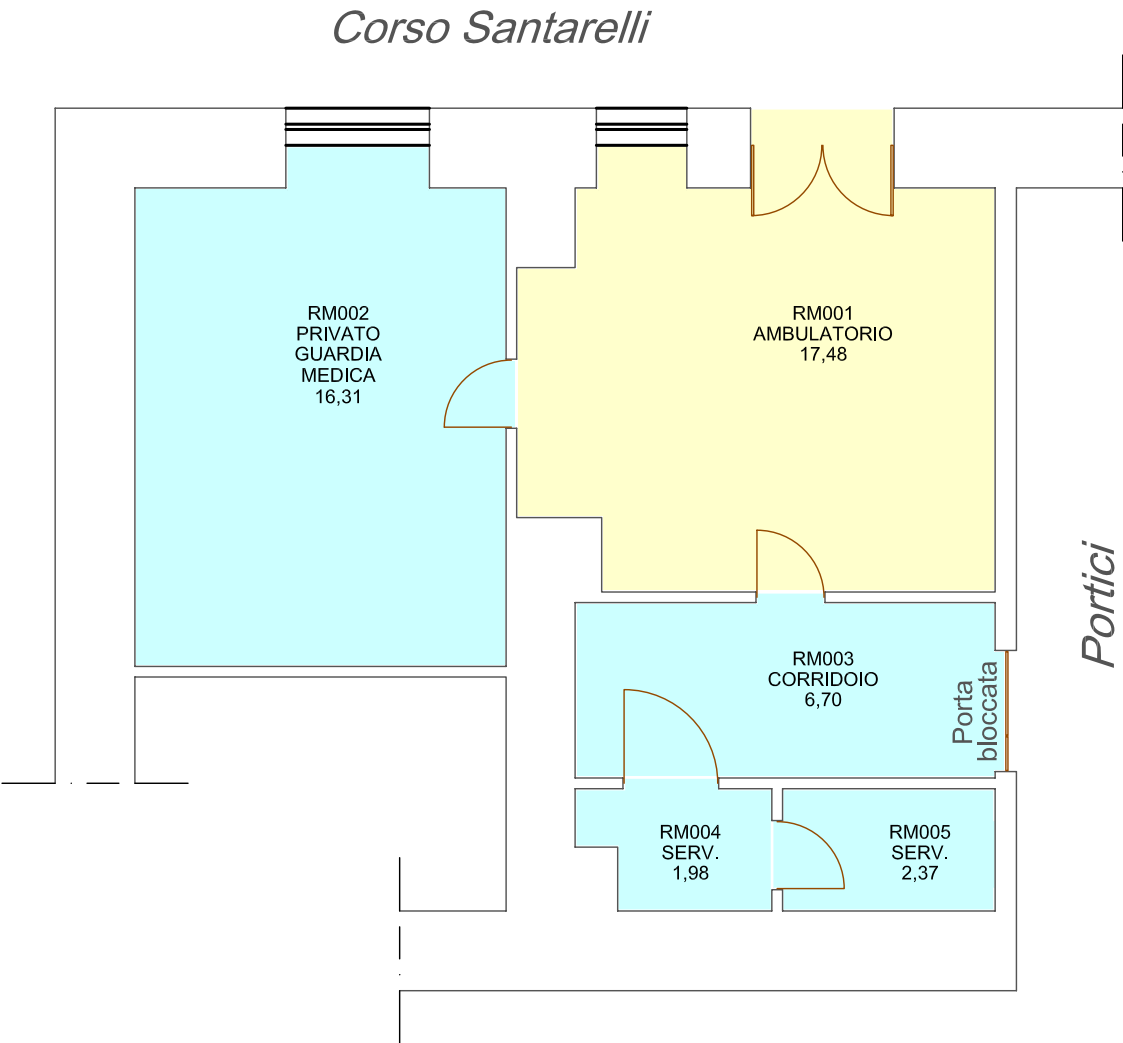 Corso Santarelli
RM002
PRIVATO
GUARDIA
MEDICA
16,31
RM001
AMBULATORIO
17,48
Portici
RM003
CORRIDOIO
6,70
Porta
bloccata
RM004
SERV.
1,98
RM005
SERV.
2,37